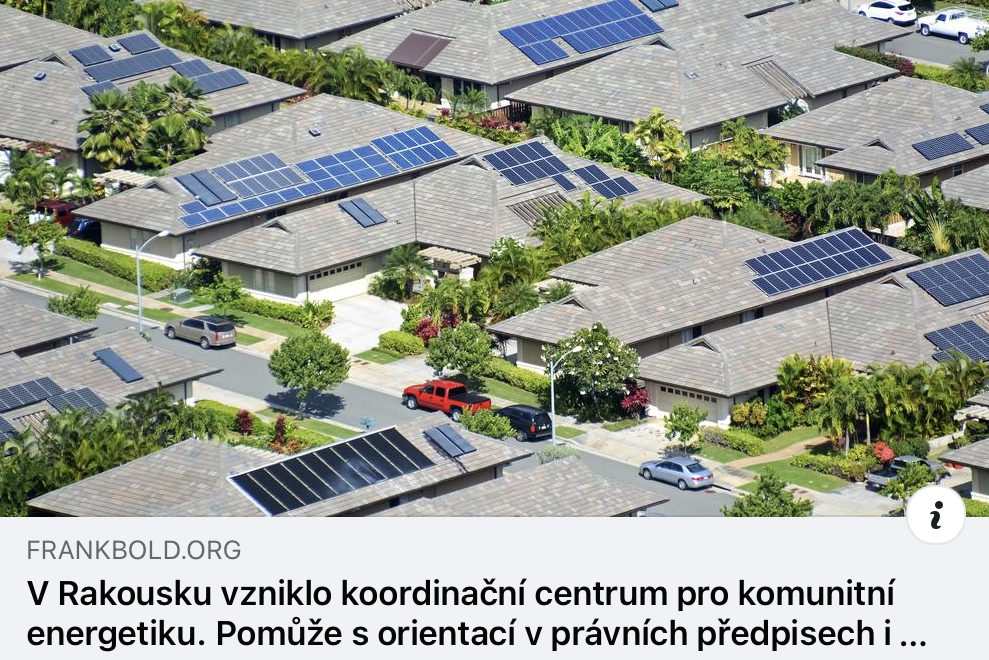 FRANKBOLD.ORG
V Rakousku vzniklo koordinační centrum pro komunitní
energetiku. Pomůže s orientací v právních předpisech i ...